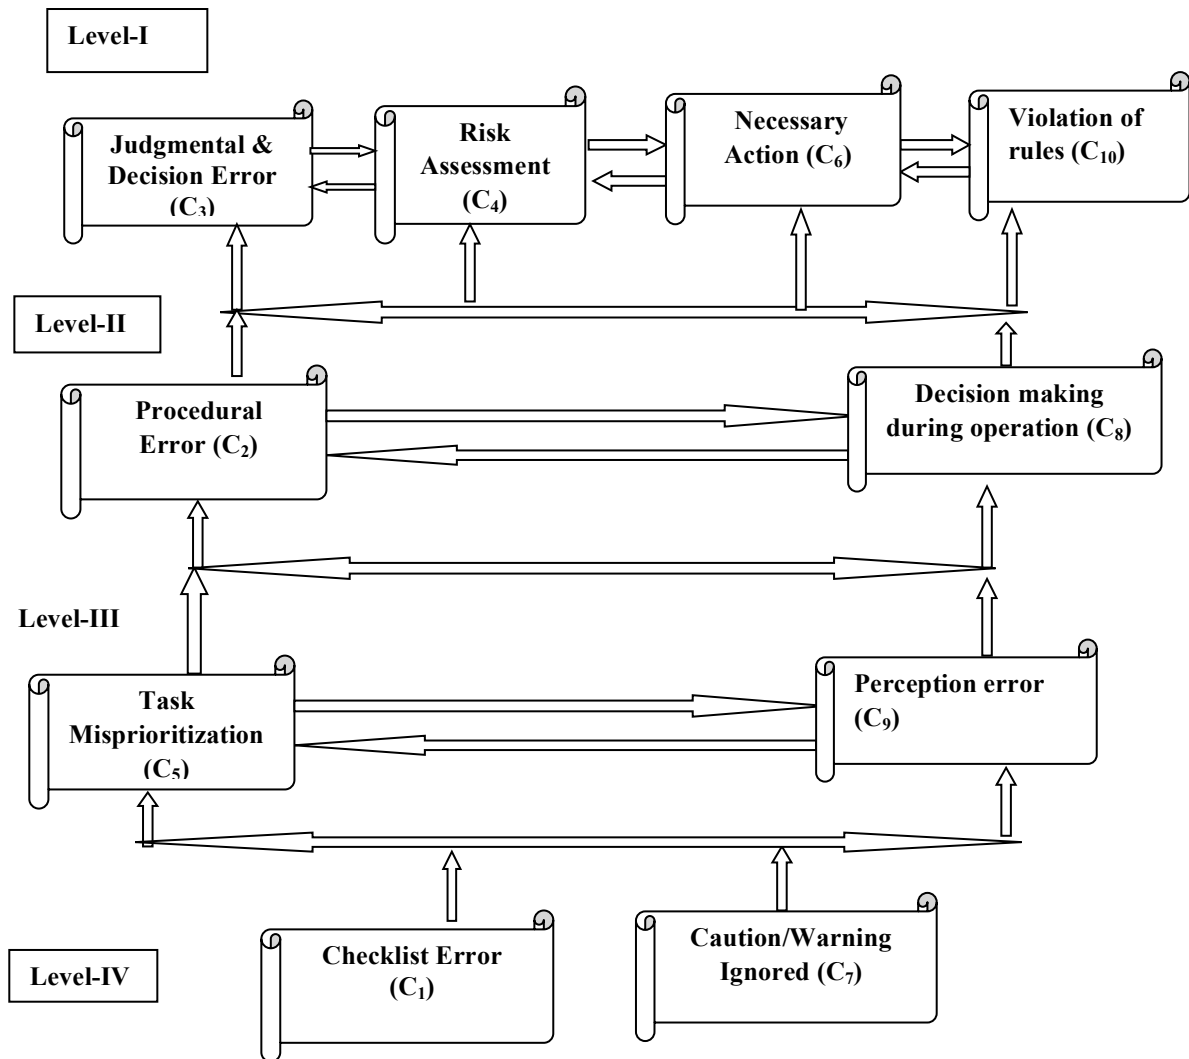 Level-I
Judgmental &
Decision Error
(C₃)
Risk
Assessment
(C₄)
Necessary
Action (C₆)
Violation of
rules (C₁₀)
Level-II
Procedural
Error (C₂)
Decision making
during operation (C₈)
Level-III
Task
Misprioritization
(C₅)
Perception error
(C₉)
Level-IV
Checklist Error
(C₁)
Caution/Warning
Ignored (C₇)